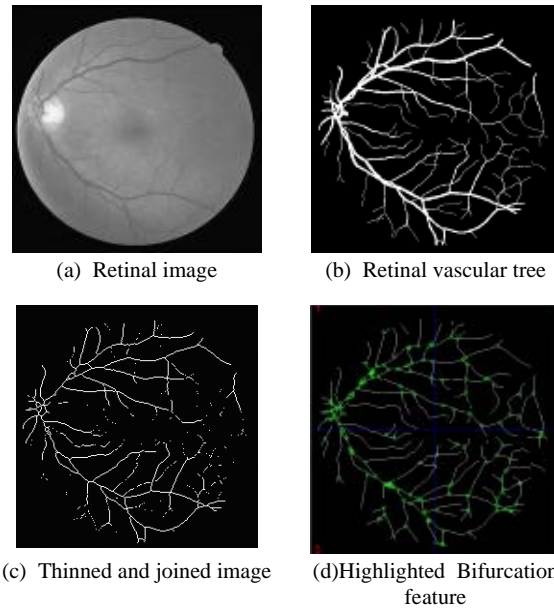 (a) Retinal image
(b) Retinal vascular tree
(c) Thinned and joined image
(d)Highlighted Bifurcation
feature